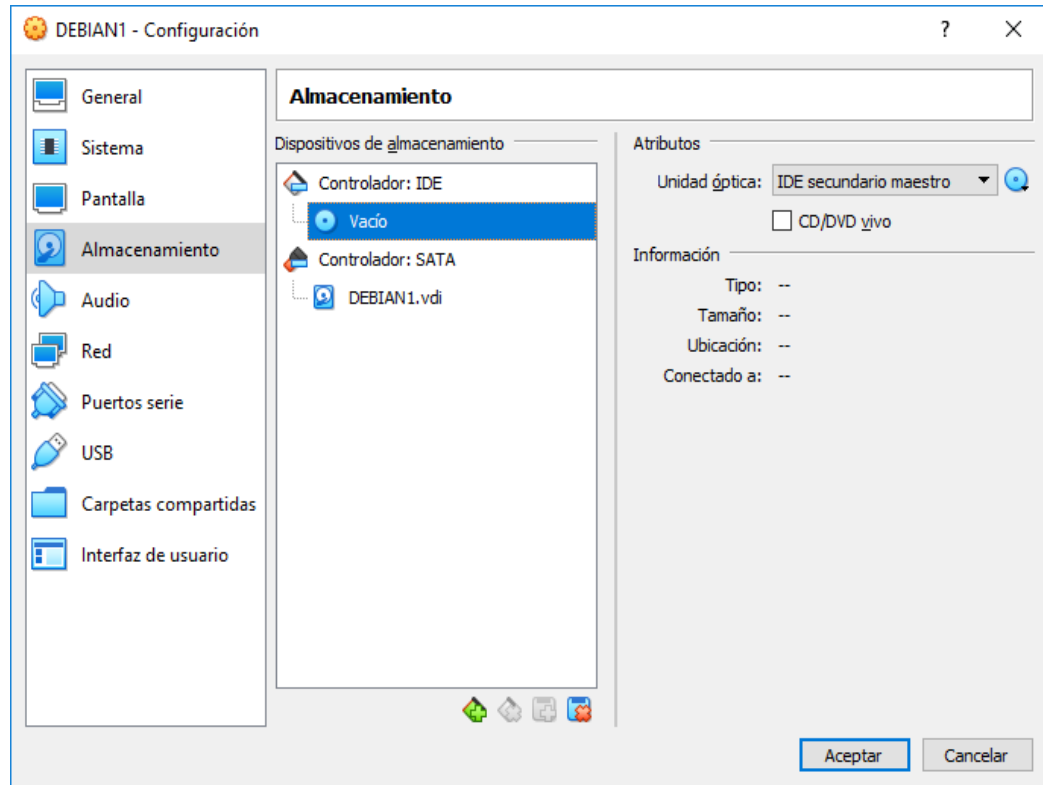 DEBIAN1 - Configuración
?
General
Sistema
Pantalla
Almacenamiento
Audio
Red
Puertos serie
USB
Carpetas compartidas
Interfaz de usuario
Almacenamiento
Dispositivos de almacenamiento
Controlador: IDE
Vacío
Controlador: SATA
DEBIAN1.vdi
Atributos
Unidad óptica: IDE secundario maestro
CD/DVD vivo
Información
Tipo: --
Tamaño: --
Ubicación: --
Conectado a: --
Aceptar Cancelar